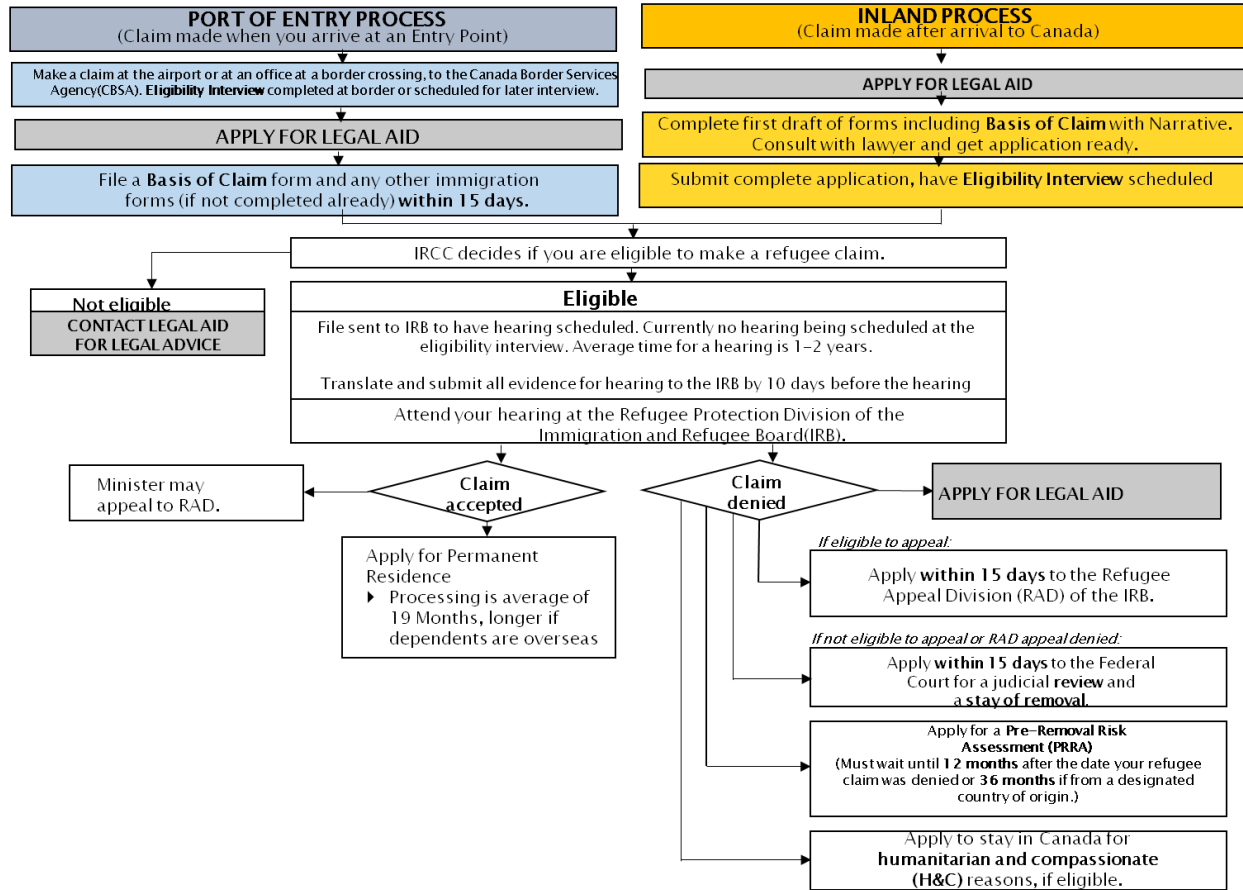 PORT OF ENTRY PROCESS
(Claim made when you arrive at an Entry Point)
Make a claim at the airport or at an office at a border crossing, to the Canada Border Services
Agency(CBSA). Eligibility Interview completed at border or scheduled for later interview.
APPLY FOR LEGAL AID
File a Basis of Claim form and any other immigration
forms (if not completed already) within 15 days.
INLAND PROCESS
(Claim made after arrival to Canada)
APPLY FOR LEGAL AID
Complete first draft of forms including Basis of Claim with Narrative.
Consult with lawyer and get application ready.
Submit complete application, have Eligibility Interview scheduled
IRCC decides if you are eligible to make a refugee claim.
Not eligible
CONTACT LEGAL AID
FOR LEGAL ADVICE
Eligible
File sent to IRB to have hearing scheduled. Currently no hearing being scheduled at the
eligibility interview. Average time for a hearing is 1-2 years.
Translate and submit all evidence for hearing to the IRB by 10 days before the hearing
Attend your hearing at the Refugee Protection Division of the
Immigration and Refugee Board(IRB).
Minister may
appeal to RAD.
Claim
accepted
Apply for Permanent
Residence
Processing is average of
19 Months, longer if
dependents are overseas
Claim
denied
APPLY FOR LEGAL AID
If eligible to appeal:
Apply within 15 days to the Refugee
Appeal Division (RAD) of the IRB.
If not eligible to appeal or RAD appeal denied:
Apply within 15 days to the Federal
Court for a judicial review and
a stay of removal.
Apply for a Pre-Removal Risk
Assessment (PRRA)
(Must wait until 12 months after the date your refugee
claim was denied or 36 months if from a designated
country of origin.)
Apply to stay in Canada for
humanitarian and compassionate
(H&C) reasons, if eligible.